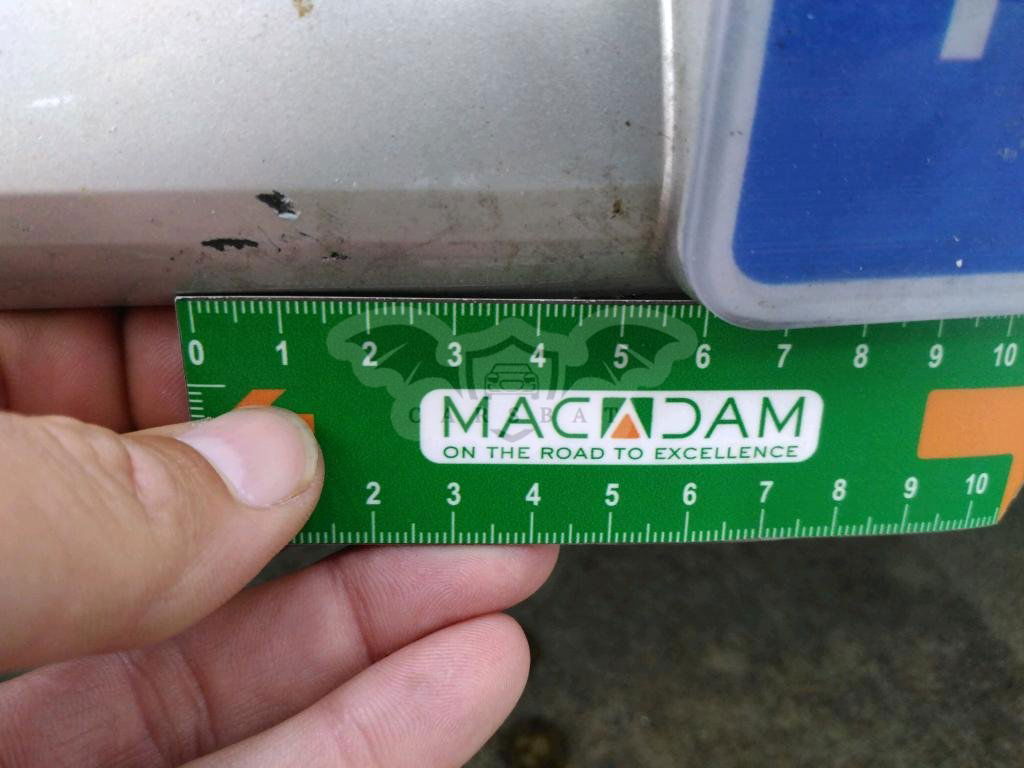 0 1 2 3 4 5 6 7 8 9 10
CARSBAT
MACADAM
ON THE ROAD TO EXCELLENCE
2 3 4 5 6 7 8 9 10